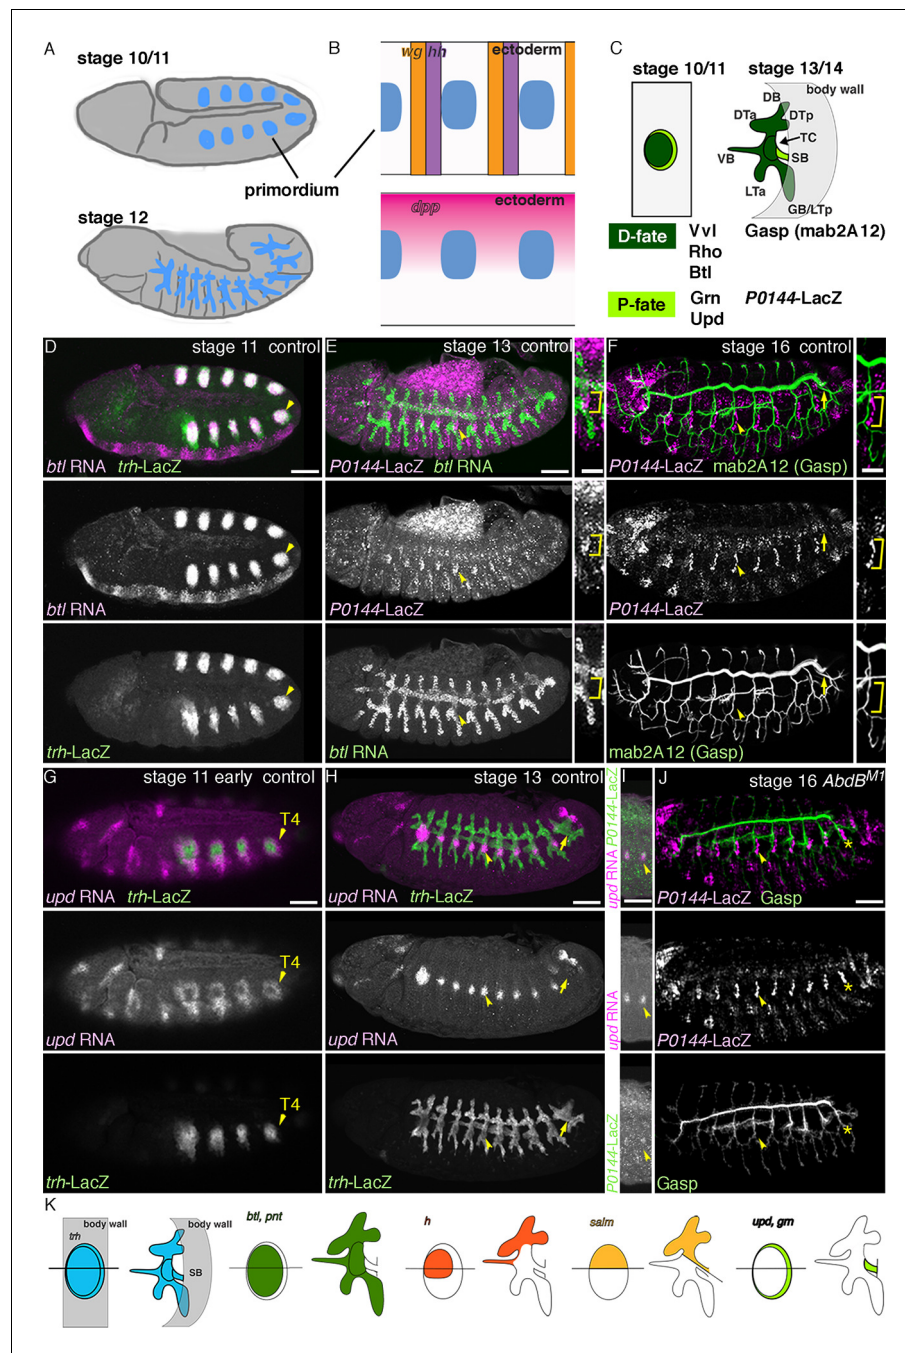 A
stage 10/11
primordium
stage 12
B
wg hh
ectoderm
dpp
ectoderm
C
stage 10/11
stage 13/14
body wall
DB
DTa
DTp
TC
VB
SB
LTa
GB/LTp
D-fate
Vvl
Rho
Btl
Gasp (mab2A12)
P-fate
Grn
Upd
P0144-LacZ
D
stage 11 control
btl RNA trh-LacZ
btl RNA
trh-LacZ
E
stage 13 control
P0144-LacZ btl RNA
P0144-LacZ
btl RNA
F
stage 16 control
P0144-LacZ mab2A12 (Gasp)
P0144-LacZ
mab2A12 (Gasp)
G
stage 11 early control
T4
upd RNA trh-LacZ
T4
upd RNA
T4
trh-LacZ
H
stage 13 control
upd RNA trh-LacZ
upd RNA
trh-LacZ
I
upd RNA P0144-LacZ
upd RNA
P0144-LacZ
J
stage 16 AbdB^M1
*
P0144-LacZ Gasp
*
P0144-LacZ
*
Gasp
K
trh
body wall
body wall
SB
btl, pnt
h
salm
upd, grn